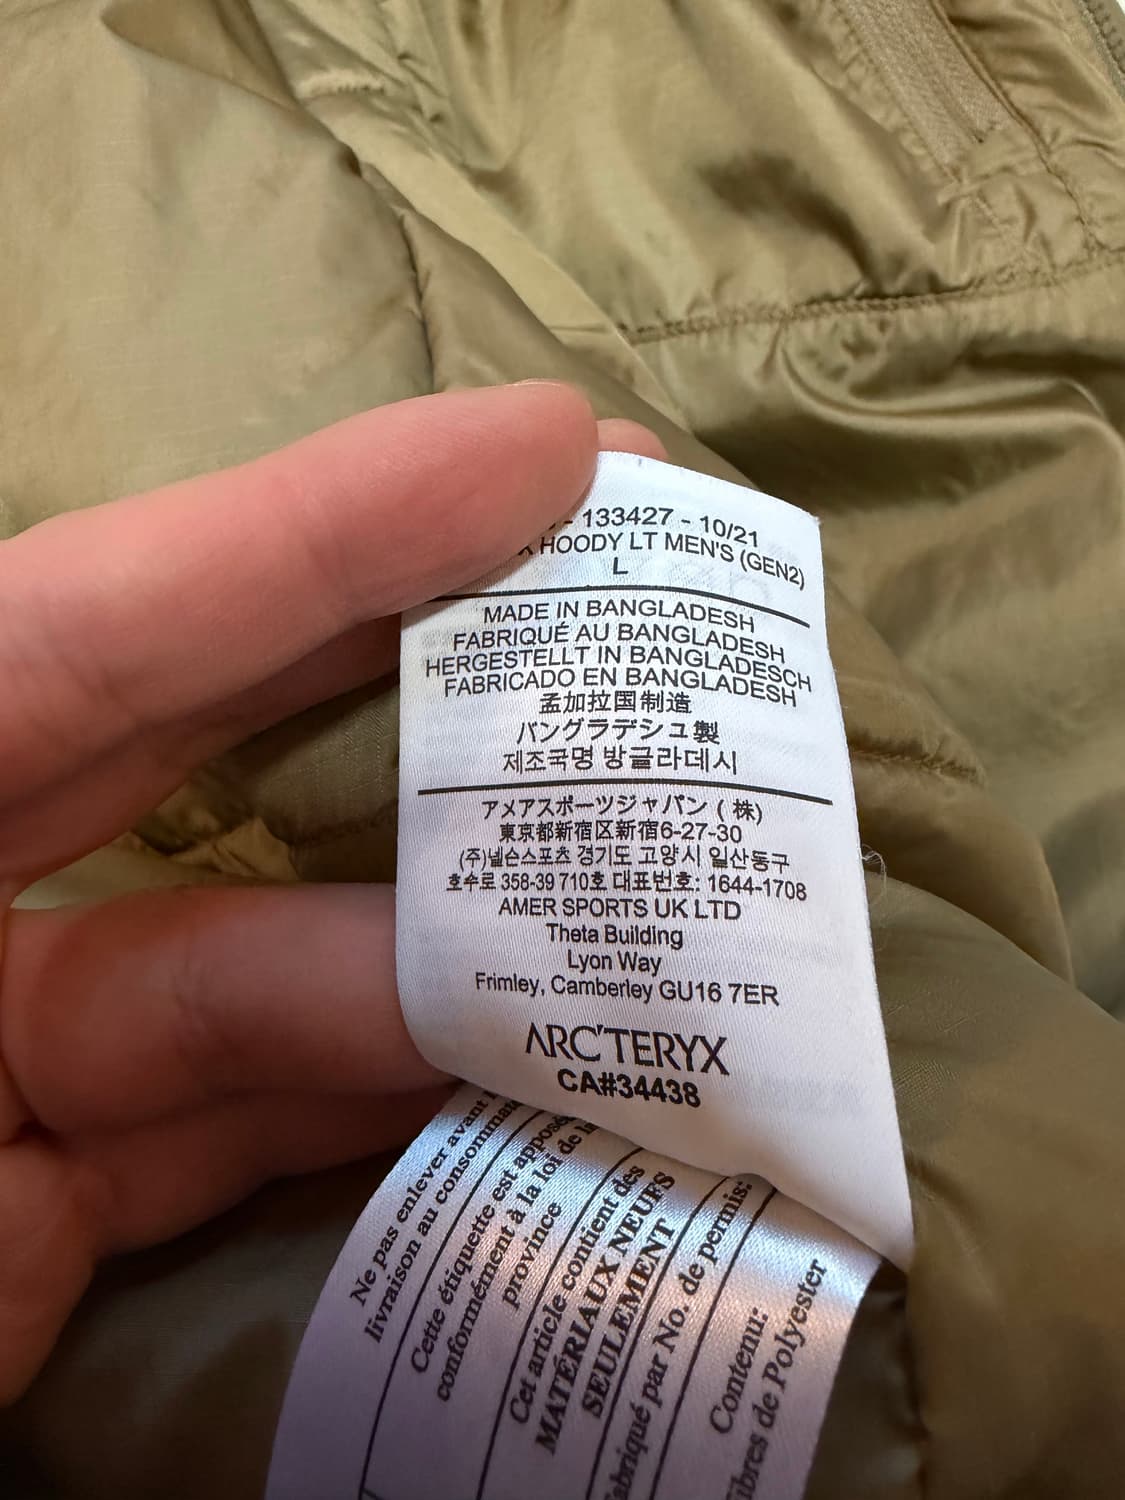 - 133427 - 10/21
HOODY LT MEN'S (GEN2)
L
MADE IN BANGLADESH
FABRIQUÉ AU BANGLADESH
HERGESTELLT IN BANGLADESCH
FABRICADO EN BANGLADESH
孟加拉国制造
バングラデシュ製
제조국명 방글라데시
アメアスポーツジャパン (株)
東京都新宿区新宿6-27-30
(주)넬슨스포츠 경기도 고양시 일산동구
호수로 358-39 710호 대표번호: 1644-1708
AMER SPORTS UK LTD
Theta Building
Lyon Way
Frimley, Camberley GU16 7ER
ARC'TERYX
CA#34438
Ne pas enlever avant
livraison au
Cette étiquette est
conformément à la loi de
province
Cet article contient des
MATÉRIAUX NEUFS
SEULEMENT
par No. de permis:
Contenu:
de Polyester